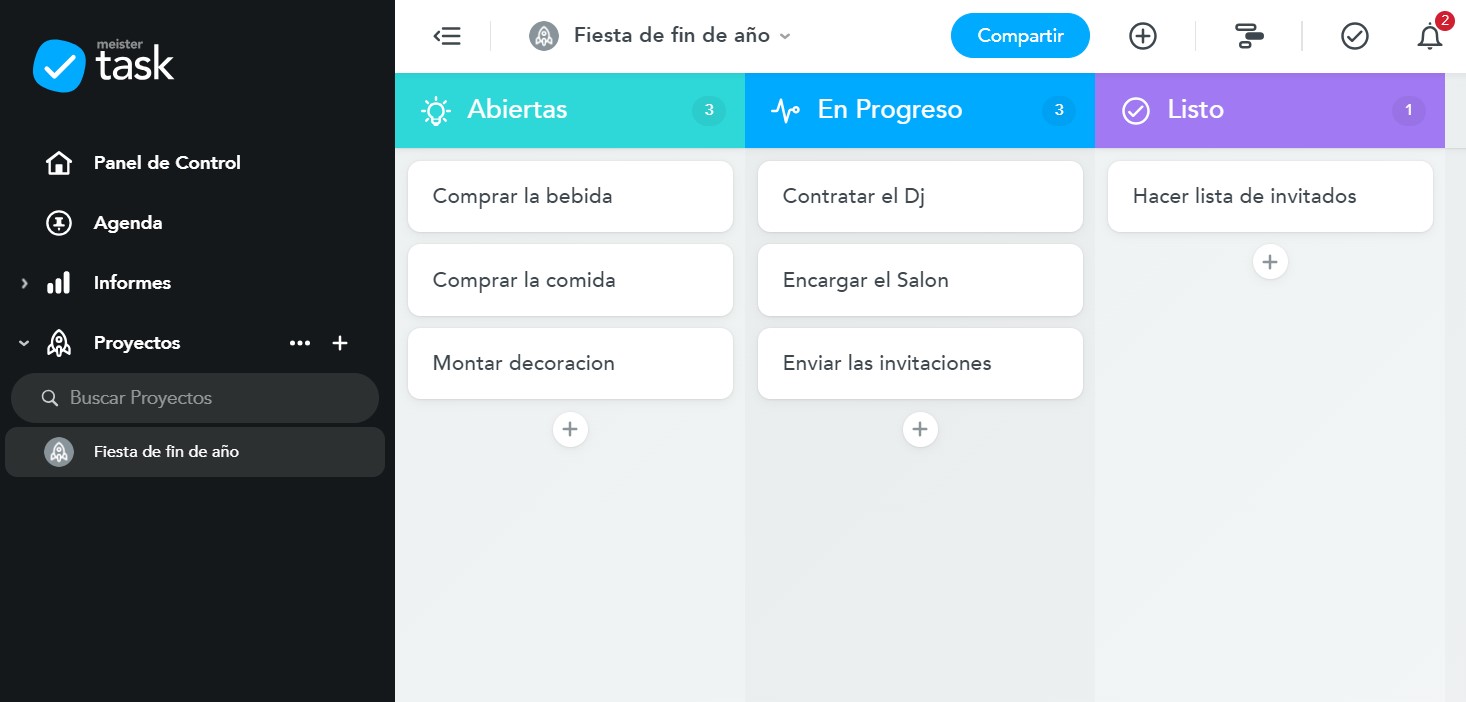 meister
task
Panel de Control
Agenda
Informes
Proyectos
Buscar Proyectos
Fiesta de fin de año
Fiesta de fin de año
Compartir
2
Abiertas 3
Comprar la bebida
Comprar la comida
Montar decoracion
En Progreso 3
Contratar el Dj
Encargar el Salon
Enviar las invitaciones
Listo 1
Hacer lista de invitados